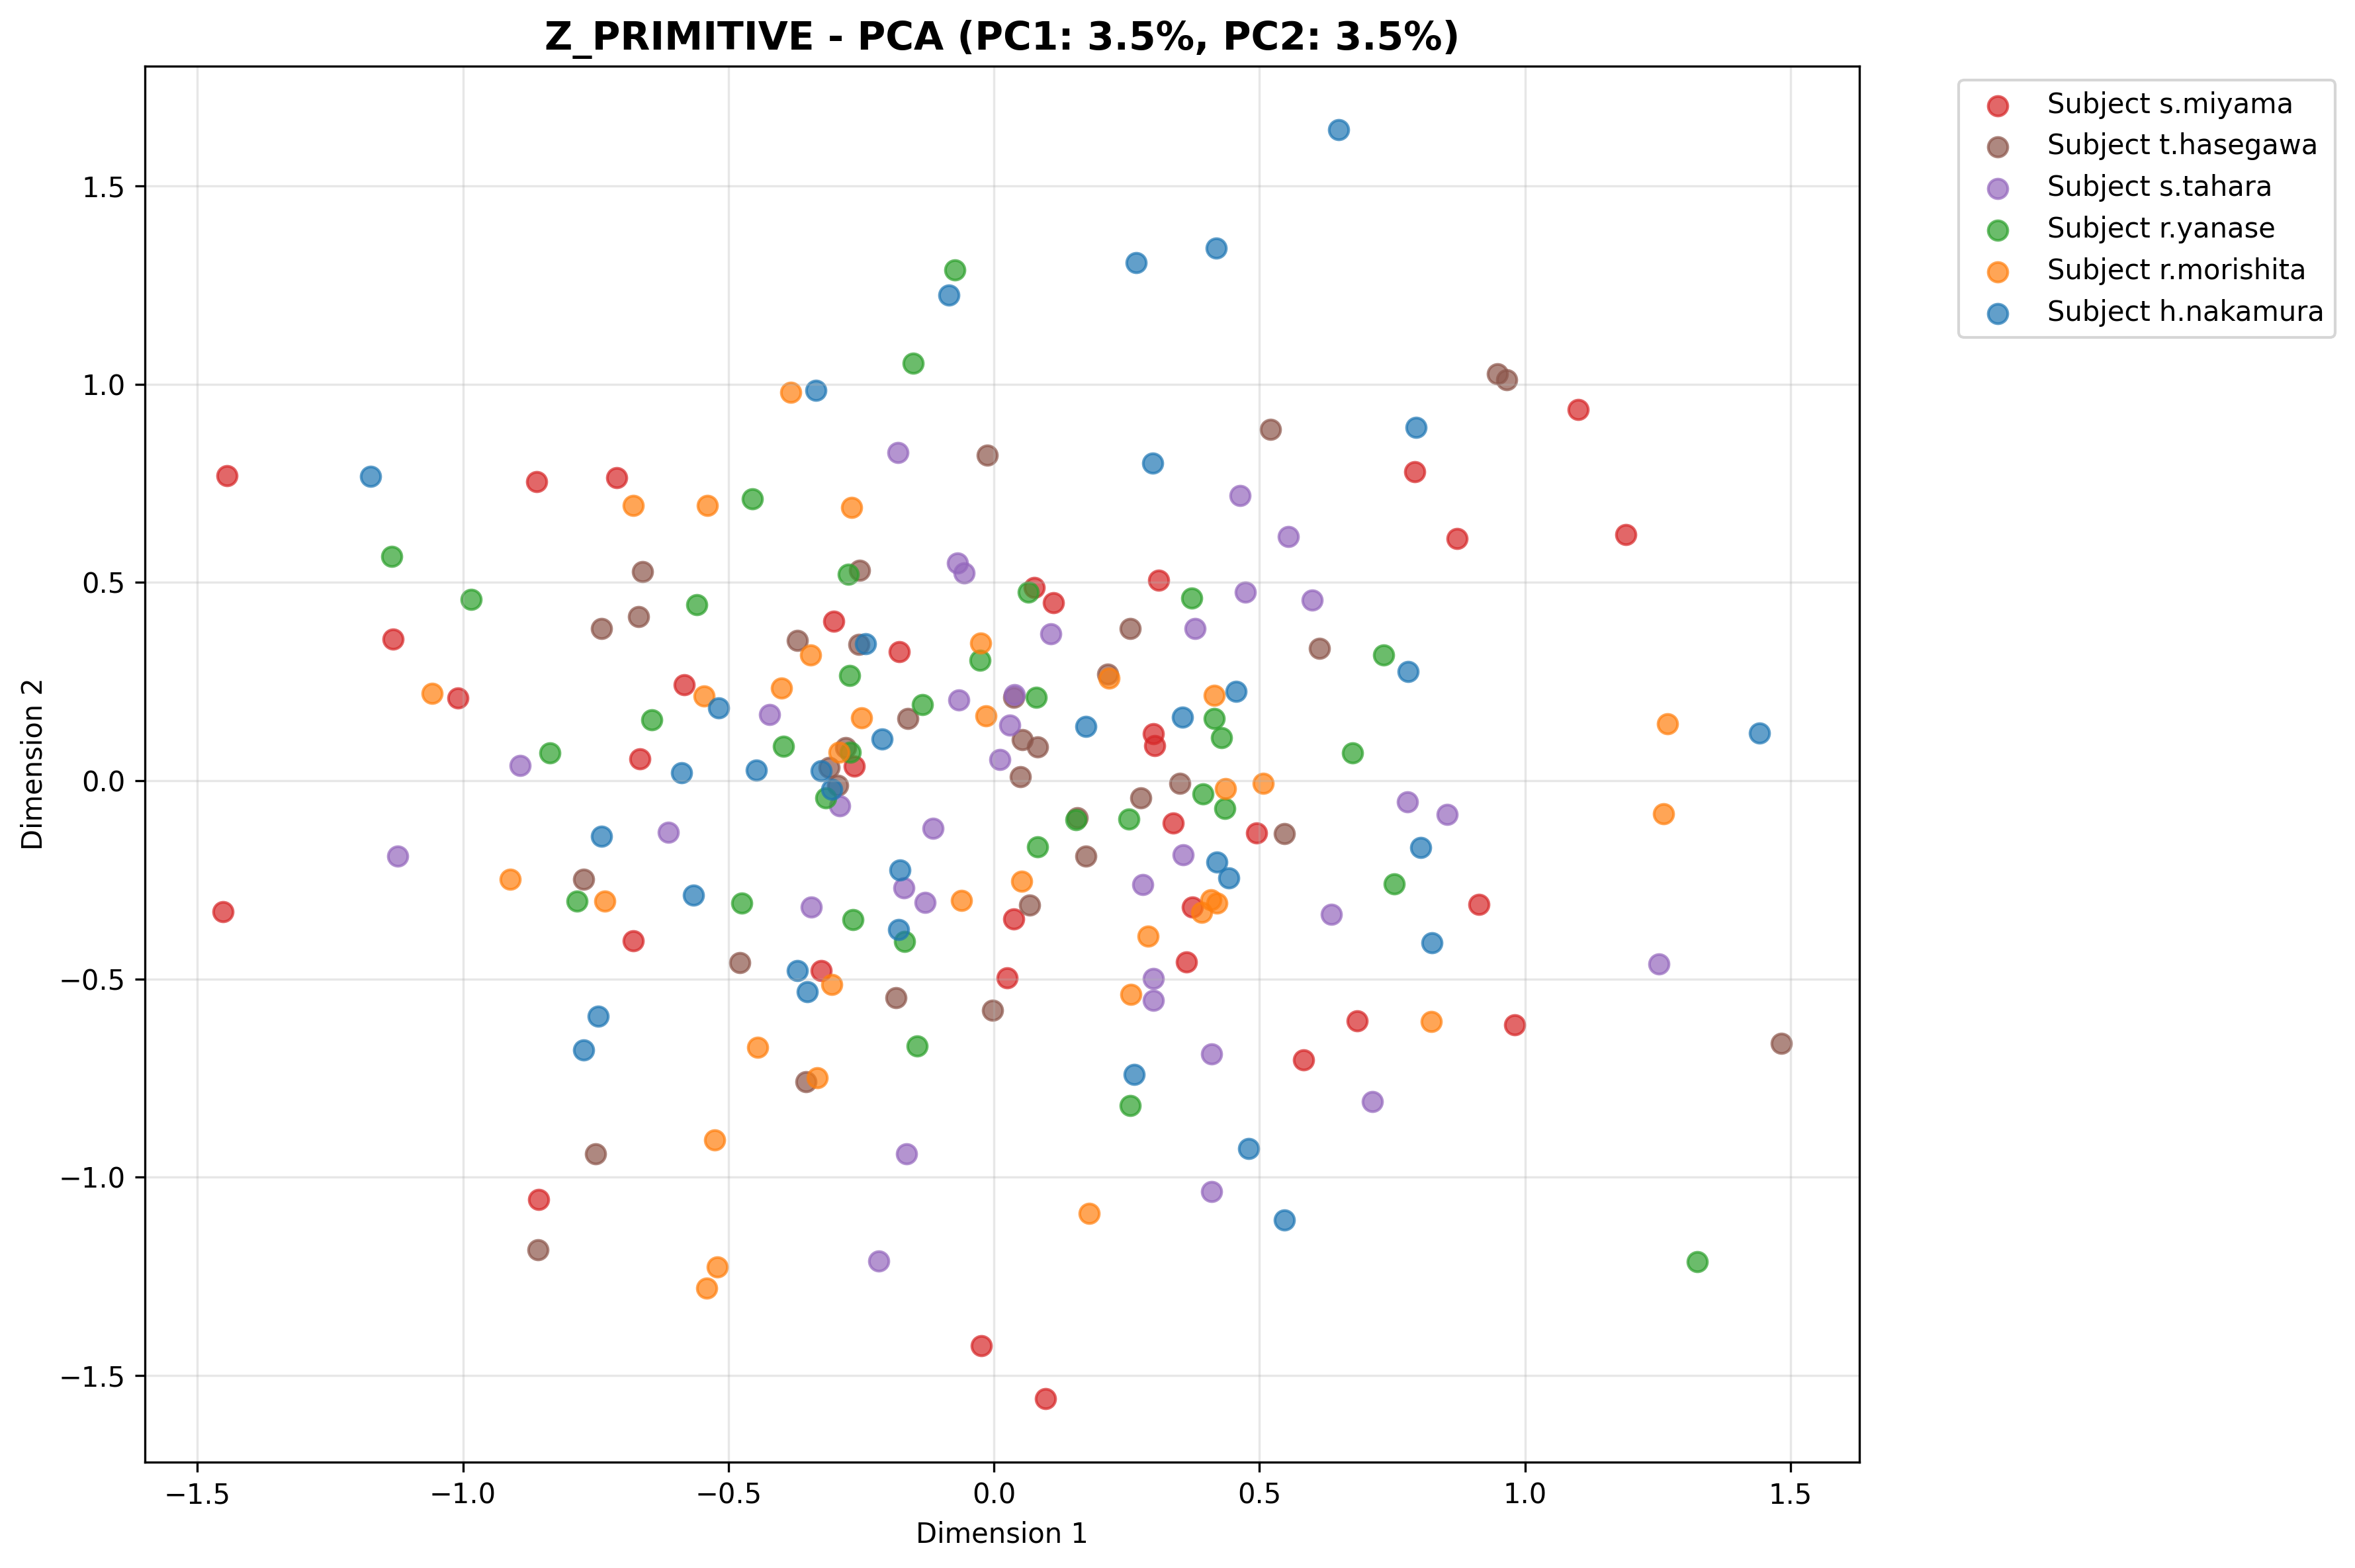 Z_PRIMITIVE - PCA (PC1: 3.5%, PC2: 3.5%)
Subject s.miyama
Subject t.hasegawa
Subject s.tahara
Subject r.yanase
Subject r.morishita
Subject h.nakamura
Dimension 2
1.5
1.0
0.5
0.0
−0.5
−1.0
−1.5
−1.5
−1.0
−0.5
0.0
0.5
1.0
1.5
Dimension 1